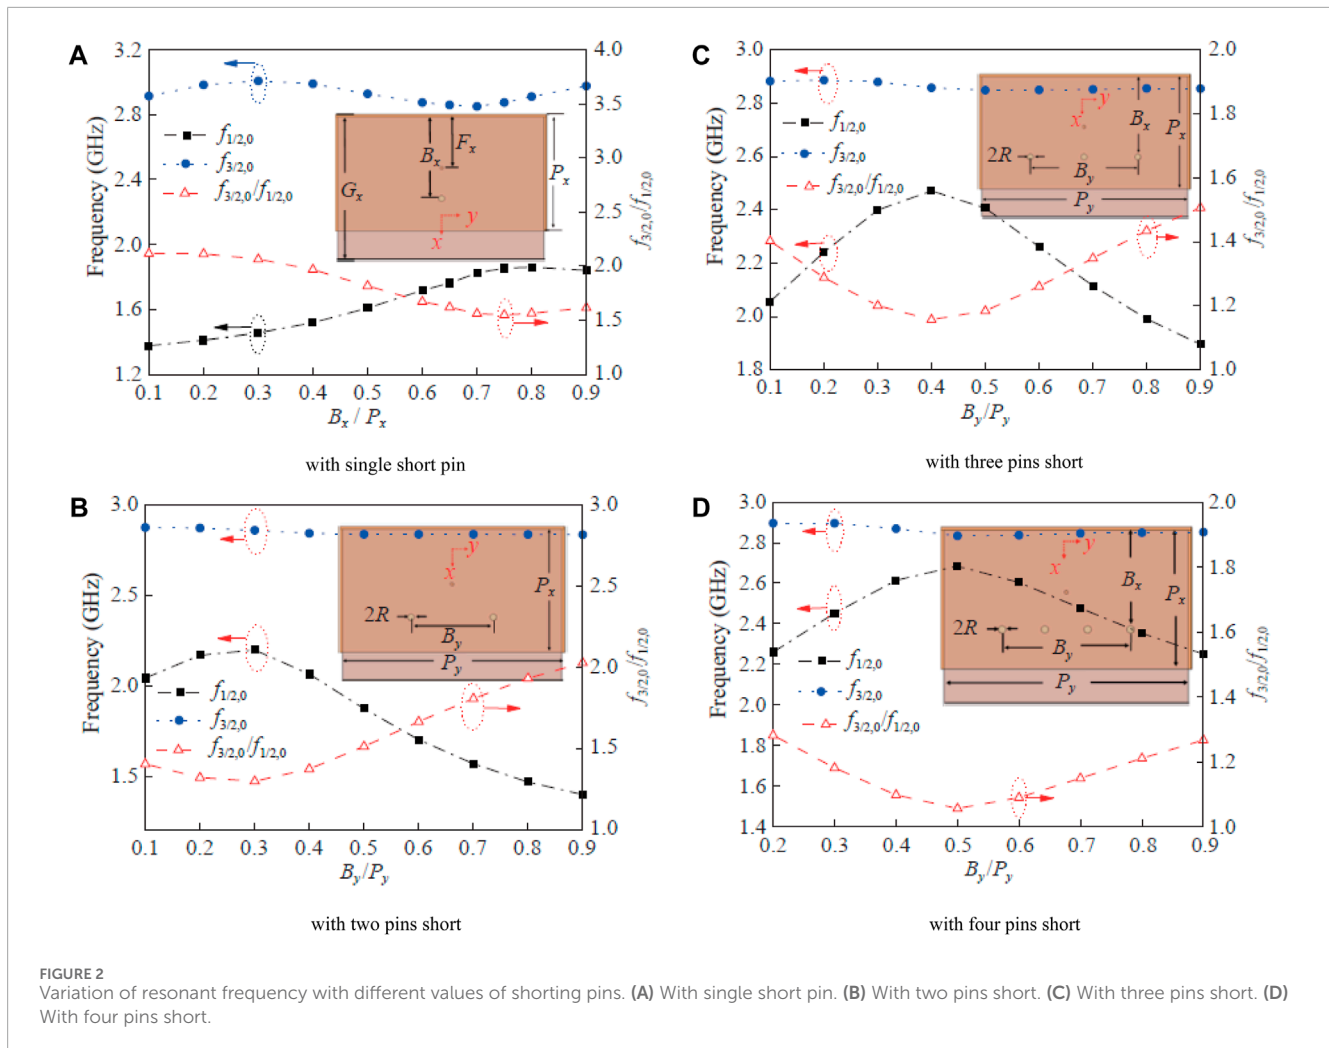 A
3.2
2.8
2.4
2.0
1.6
1.2
Frequency (GHz)
4.0
3.5
3.0
2.5
2.0
1.5
1.0
f3/2,0/f1/2,0
f1/2,0
f3/2,0
f3/2,0/f1/2,0
Gx
Bx
Fx
Px
y
x
0.1 0.2 0.3 0.4 0.5 0.6 0.7 0.8 0.9
Bx / Px
with single short pin
C
3.0
2.8
2.6
2.4
2.2
2.0
1.8
Frequency (GHz)
2.0
1.8
1.6
1.4
1.2
1.0
f3/2,0/f1/2,0
f1/2,0
f3/2,0
f3/2,0/f1/2,0
y
x
Bx
Px
2R
By
Py
0.1 0.2 0.3 0.4 0.5 0.6 0.7 0.8 0.9
By/Py
with three pins short
B
3.0
2.5
2.0
1.5
Frequency (GHz)
3.0
2.5
2.0
1.5
1.0
f3/2,0/f1/2,0
f1/2,0
f3/2,0
f3/2,0/f1/2,0
y
x
Px
2R
By
Py
0.1 0.2 0.3 0.4 0.5 0.6 0.7 0.8 0.9
By/Py
with two pins short
D
3.0
2.8
2.6
2.4
2.2
2.0
1.8
1.6
1.4
Frequency (GHz)
2.0
1.8
1.6
1.4
1.2
1.0
f3/2,0/f1/2,0
f1/2,0
f3/2,0
f3/2,0/f1/2,0
y
x
Bx
Px
2R
By
Py
0.2 0.3 0.4 0.5 0.6 0.7 0.8 0.9
By/Py
with four pins short
FIGURE 2
Variation of resonant frequency with different values of shorting pins. (A) With single short pin. (B) With two pins short. (C) With three pins short. (D)
With four pins short.